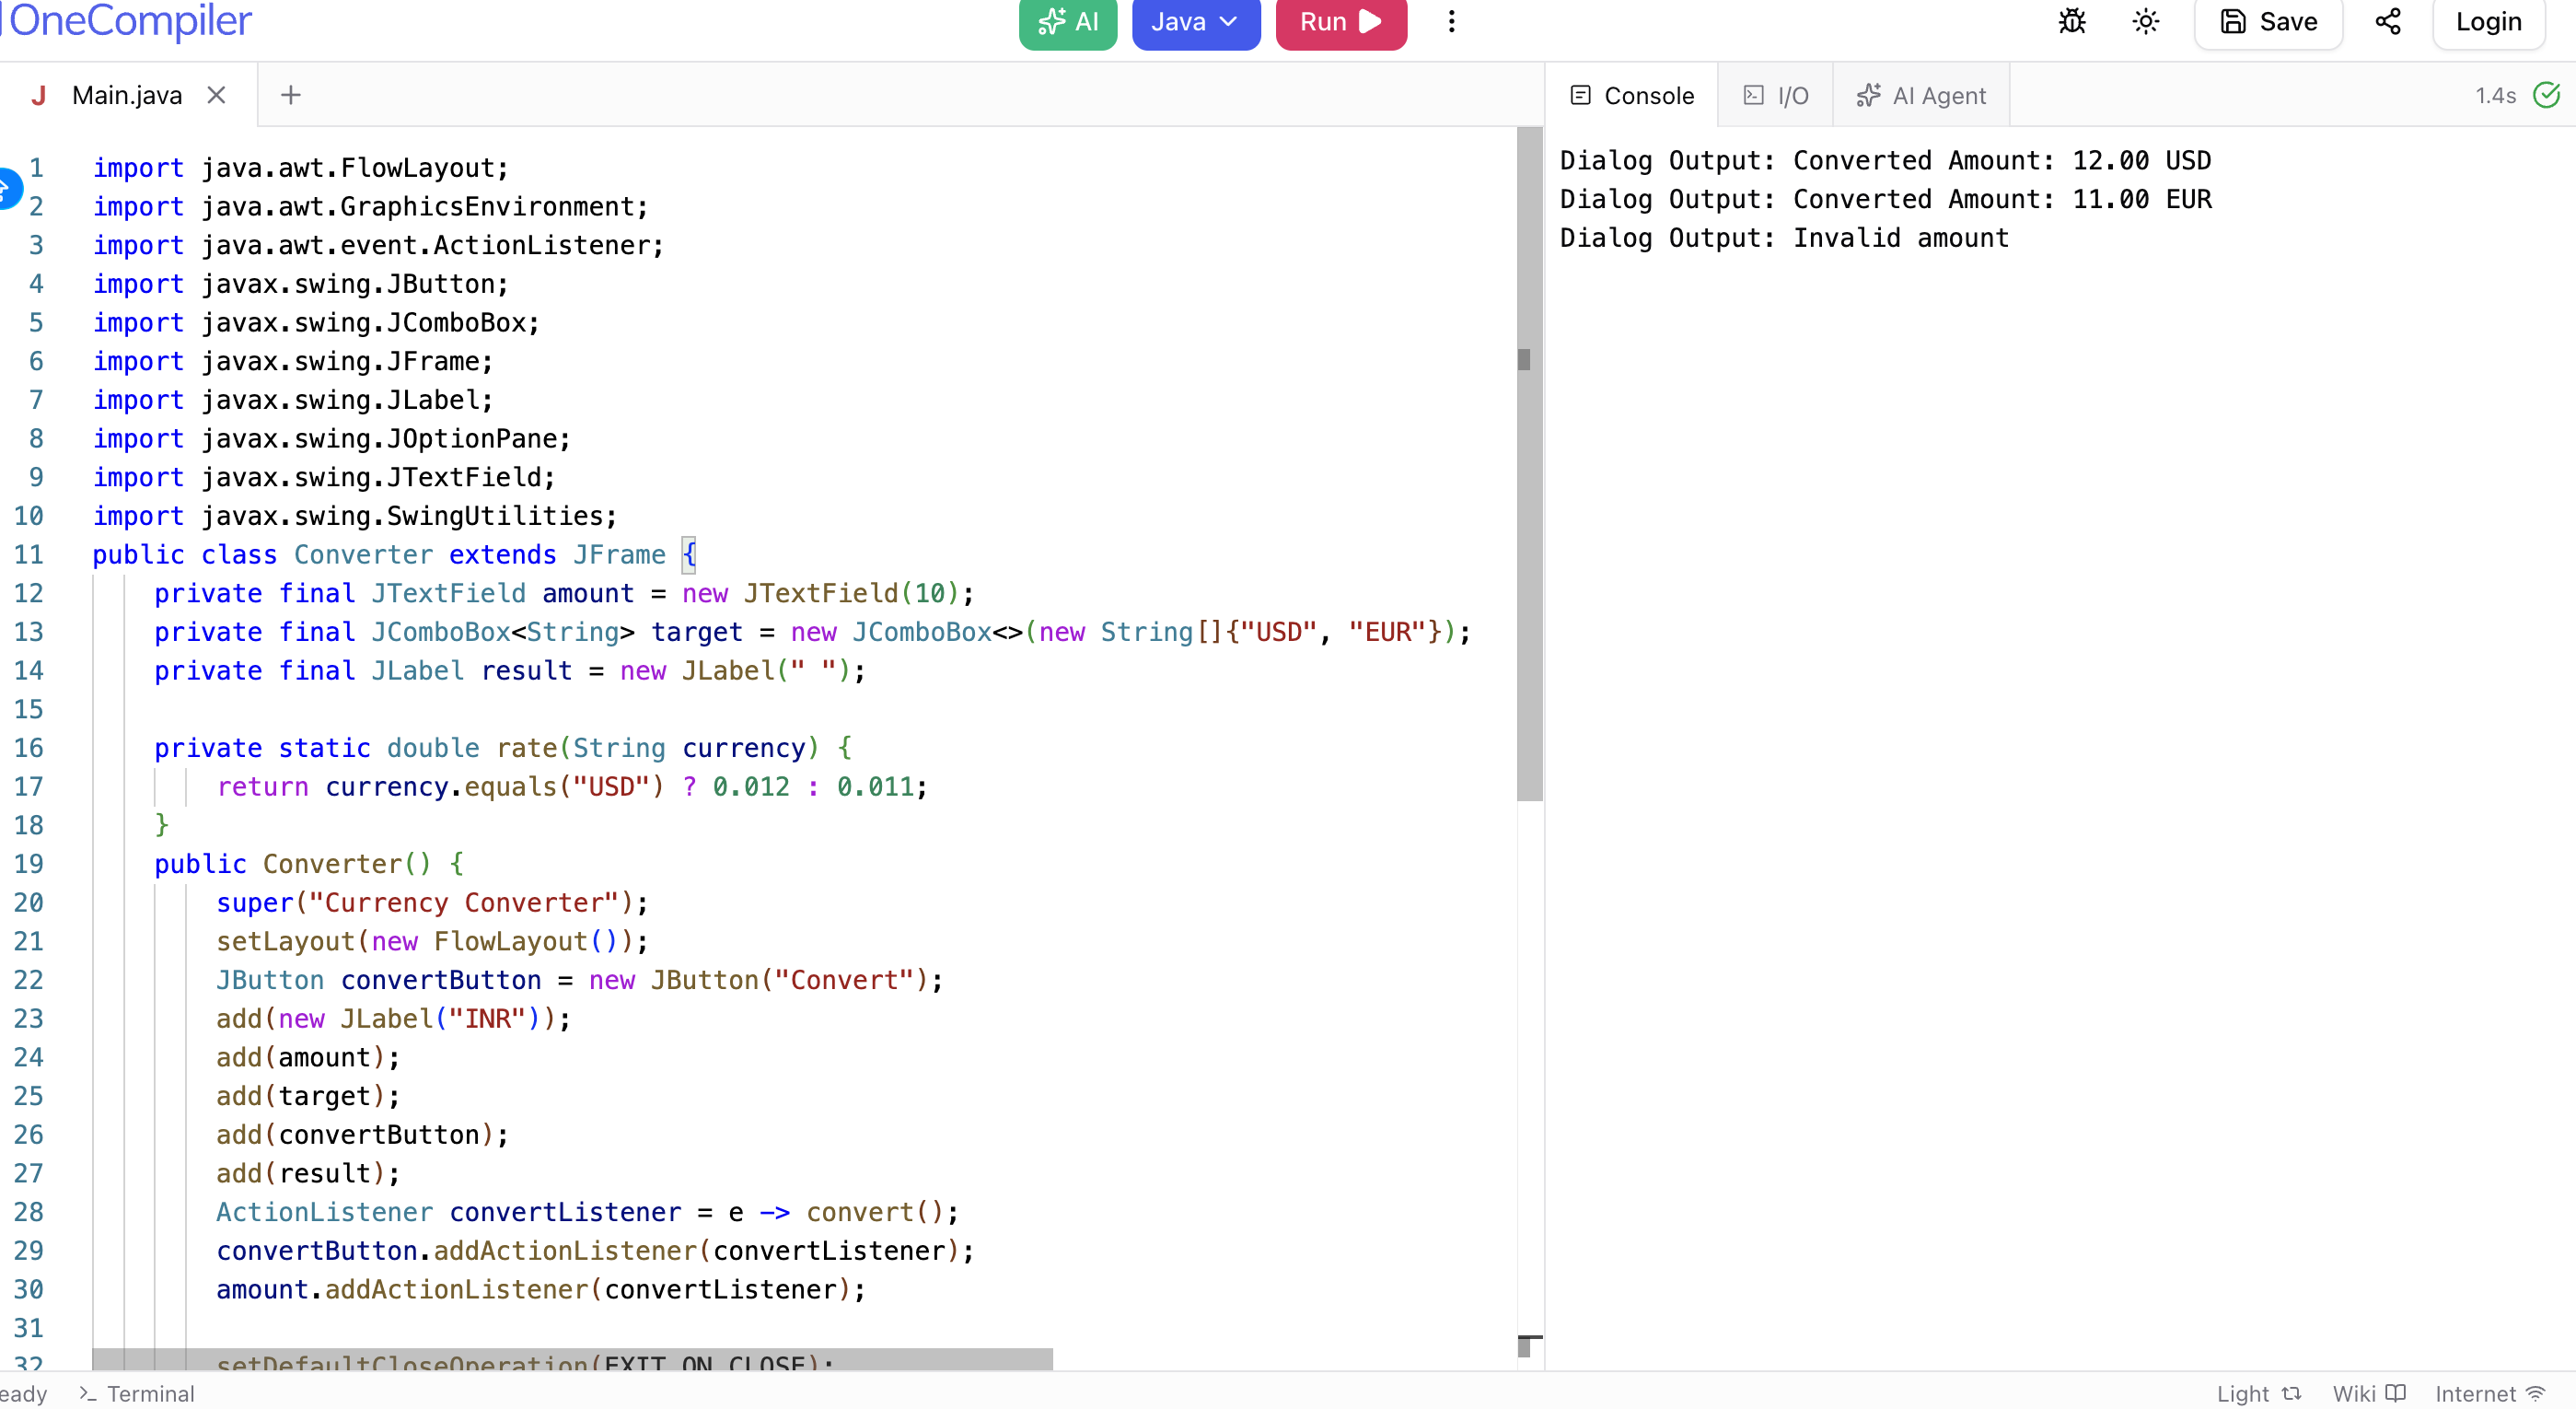 OneCompiler
AI
Java
Run
Save
Login
J Main.java
Console
I/O
AI Agent
1.4s
1 import java.awt.FlowLayout;
2 import java.awt.GraphicsEnvironment;
3 import java.awt.event.ActionListener;
4 import javax.swing.JButton;
5 import javax.swing.JComboBox;
6 import javax.swing.JFrame;
7 import javax.swing.JLabel;
8 import javax.swing.JOptionPane;
9 import javax.swing.JTextField;
10 import javax.swing.SwingUtilities;
11 public class Converter extends JFrame {
12 private final JTextField amount = new JTextField(10);
13 private final JComboBox<String> target = new JComboBox<>(new String[]{"USD", "EUR"});
14 private final JLabel result = new JLabel(" ");
15
16 private static double rate(String currency) {
17 return currency.equals("USD") ? 0.012 : 0.011;
18 }
19 public Converter() {
20 super("Currency Converter");
21 setLayout(new FlowLayout());
22 JButton convertButton = new JButton("Convert");
23 add(new JLabel("INR"));
24 add(amount);
25 add(target);
26 add(convertButton);
27 add(result);
28 ActionListener convertListener = e -> convert();
29 convertButton.addActionListener(convertListener);
30 amount.addActionListener(convertListener);
31
32 setDefaultCloseOperation(EXIT_ON_CLOSE);
Dialog Output: Converted Amount: 12.00 USD
Dialog Output: Converted Amount: 11.00 EUR
Dialog Output: Invalid amount
eady
Terminal
Light
Wiki
Internet